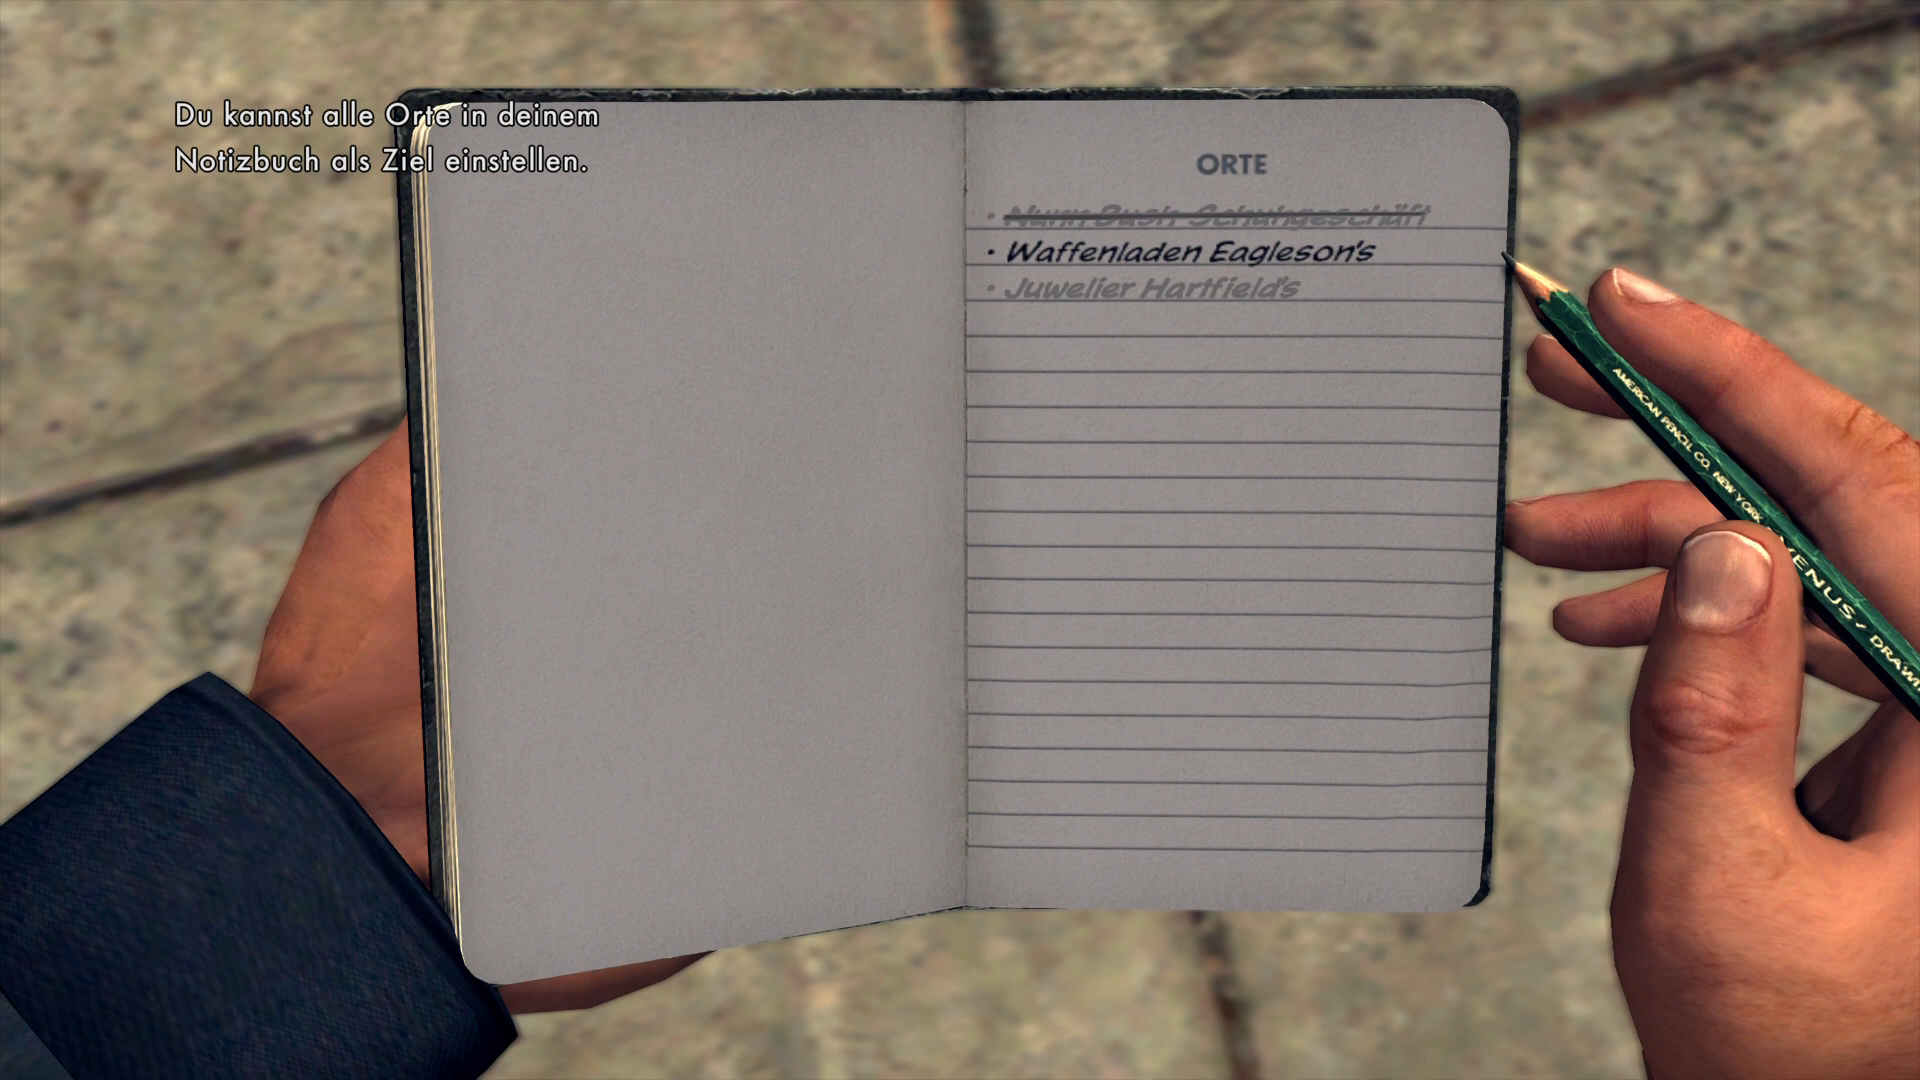 Du kannst alle Orte in deinem
Notizbuch als Ziel einstellen.
ORTE
• Nunn Bush-Schuhgeschäft
• Waffenladen Eagleson's
• Juwelier Hartfield's
AMERICAN PENCIL CO. NEW YORK
VENUS